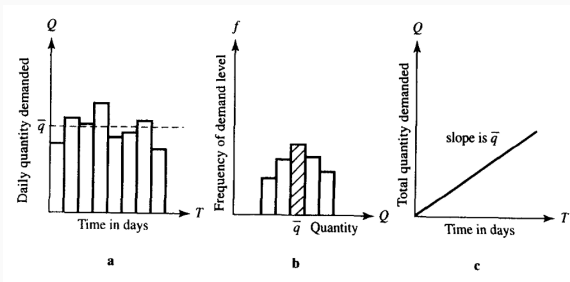 Q
Daily quantity demanded
q̄
T
Time in days
a
f
Frequency of demand level
q̄ Quantity
Q
b
Q
Total quantity demanded
slope is q̄
T
Time in days
c